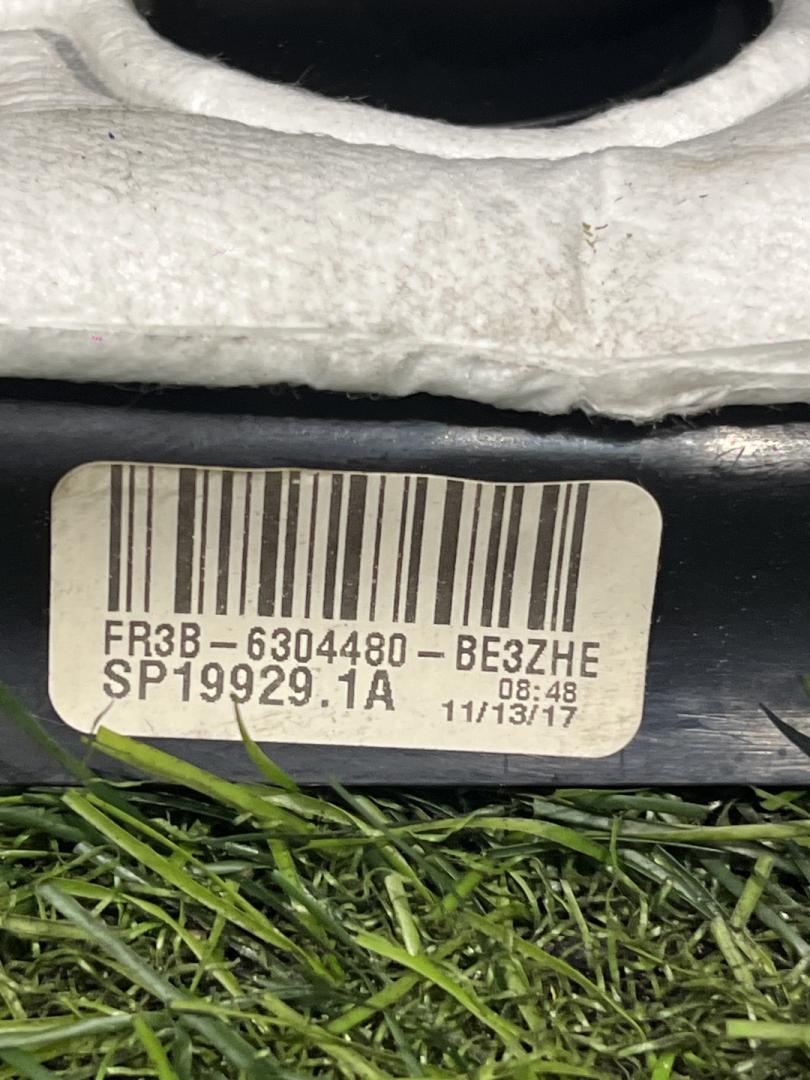 FR3B-6304480-BE3ZHE
SP19929.1A
08:48
11/13/17